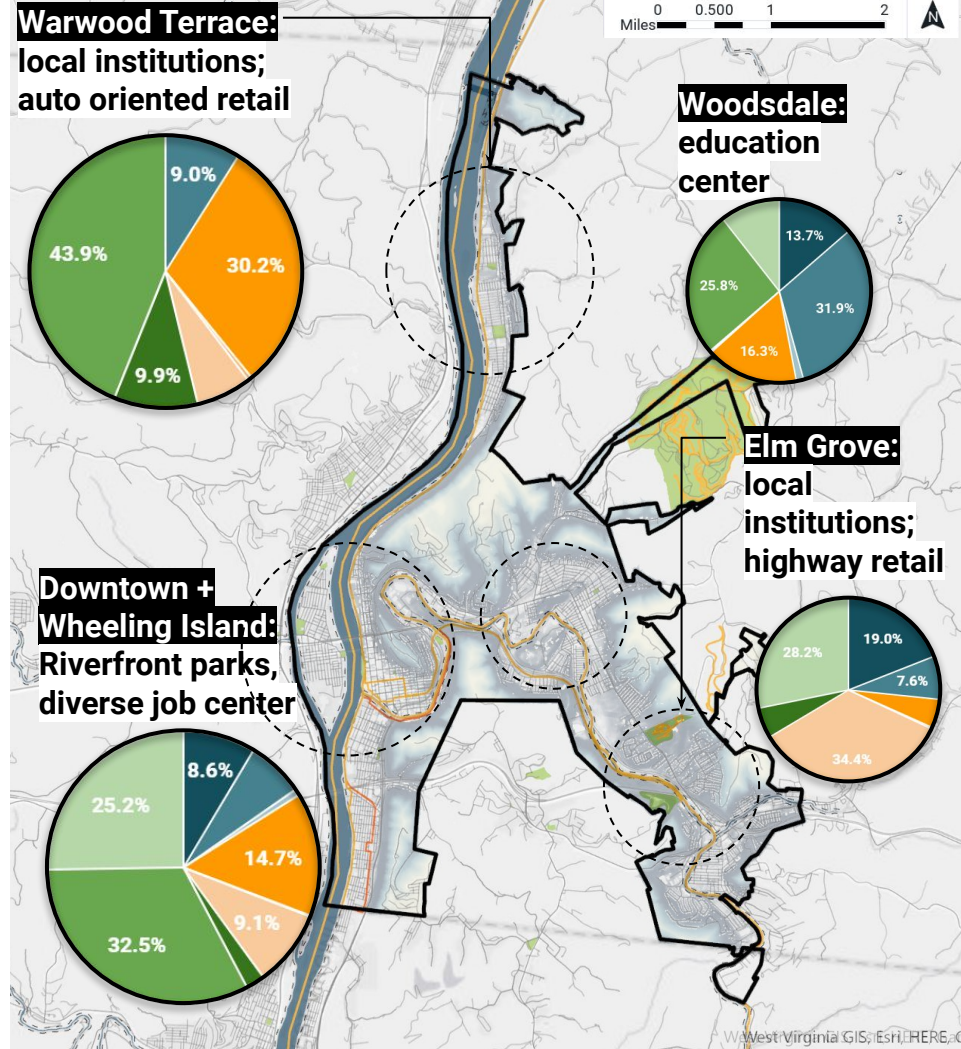 Warwood Terrace:
local institutions;
auto oriented retail
0 0.500 1 2
Miles
N
9.0%
43.9%
30.2%
9.9%
Woodsdale:
education
center
13.7%
25.8%
31.9%
16.3%
Elm Grove:
local
institutions;
highway retail
19.0%
28.2%
7.6%
34.4%
Downtown +
Wheeling Island:
Riverfront parks,
diverse job center
8.6%
25.2%
14.7%
9.1%
32.5%
West Virginia GIS, Esri, HERE,